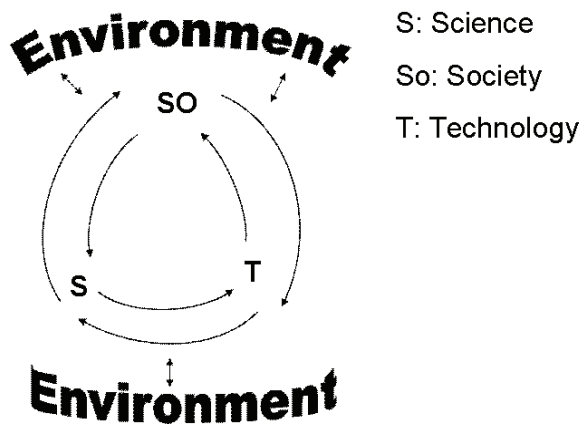 Environment
SO
S
T
Environment
S: Science
So: Society
T: Technology